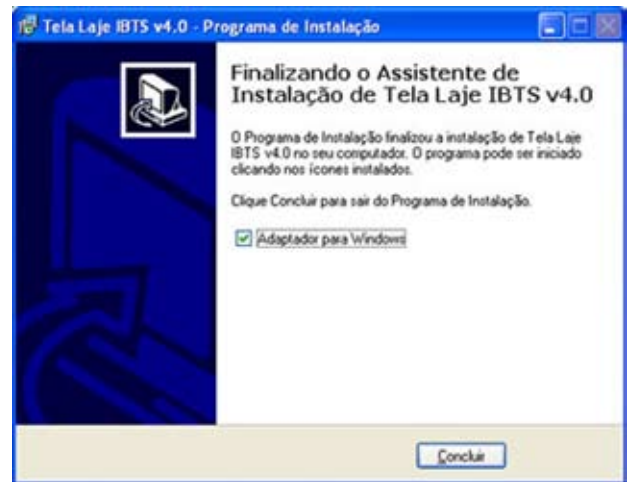 Tela Laje IBTS v4.0 - Programa de Instalação
Finalizando o Assistente de
Instalação de Tela Laje IBTS v4.0
O Programa de Instalação finalizou a instalação de Tela Laje
IBTS v4.0 no seu computador. O programa pode ser iniciado
clicando nos ícones instalados.
Clique Concluir para sair do Programa de Instalação.
Adaptador para Windows
Concluir